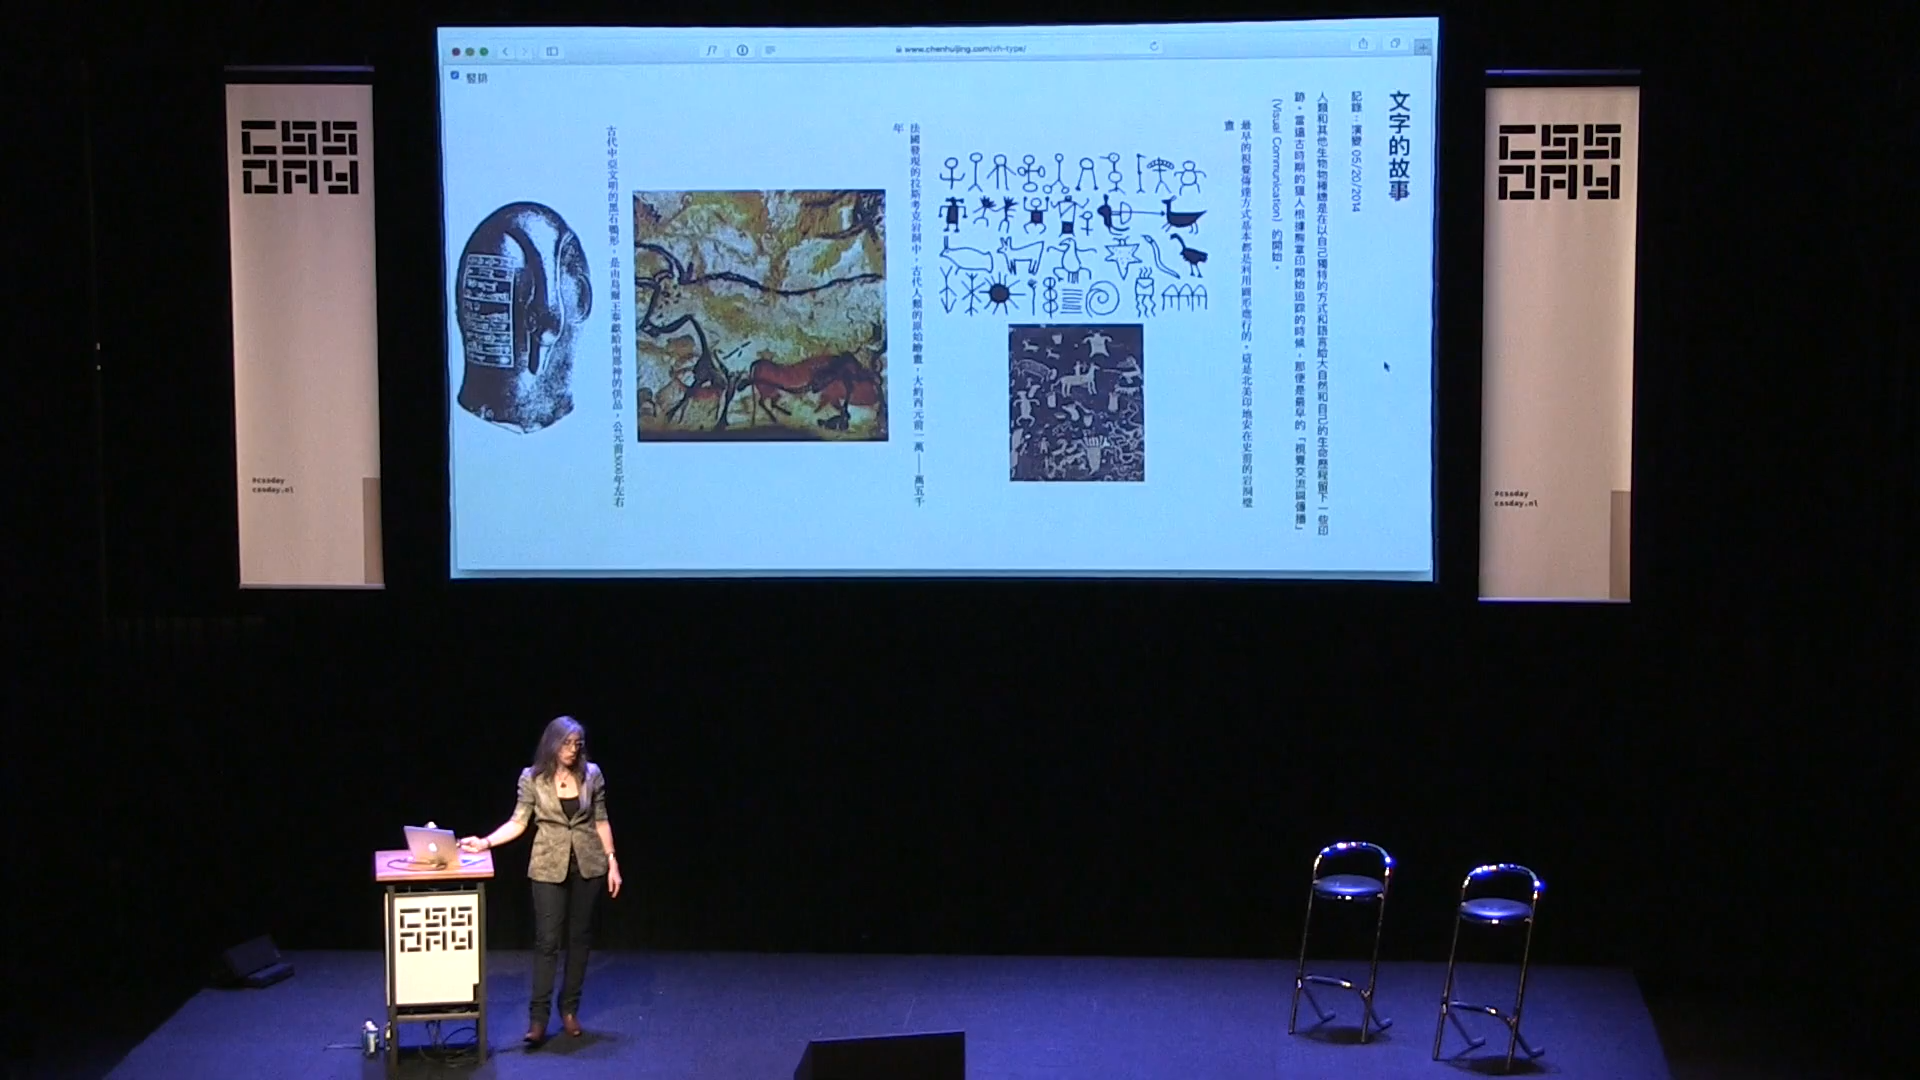 www.chenhuijing.com/zh-type/
豎排
文字的故事
記錄：演變 05/20/2014
人類和其他生物物種總是在以自己獨特的方式和語言給大自然和自己的生命歷程留下一些印
跡。當遠古時期的獵人根據胸掌印開始追踪的時候，那便是最早的「視覺交流與傳播」
(Visual Communication) 的開始。
最早的視覺傳達方式基本都是利用圖形進行的。這是北美印地安在史前的岩洞壁
畫
法國發現的拉斯考克岩洞中，古代人類的原始繪畫，大約西元前一萬——萬五千
年
古代中亞文明的黑石鴨形，是由烏爾王奉獻給南那神的供品，公元前3000年左右
CSS
DAY
#cssday
cssday.nl
CSS
DAY
#cssday
cssday.nl
CSS
DAY